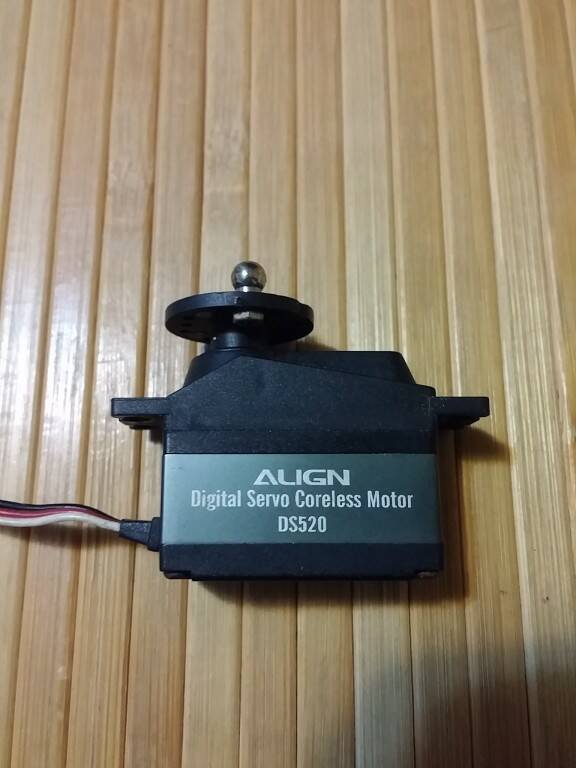 ALIGN
Digital Servo Coreless Motor
DS520